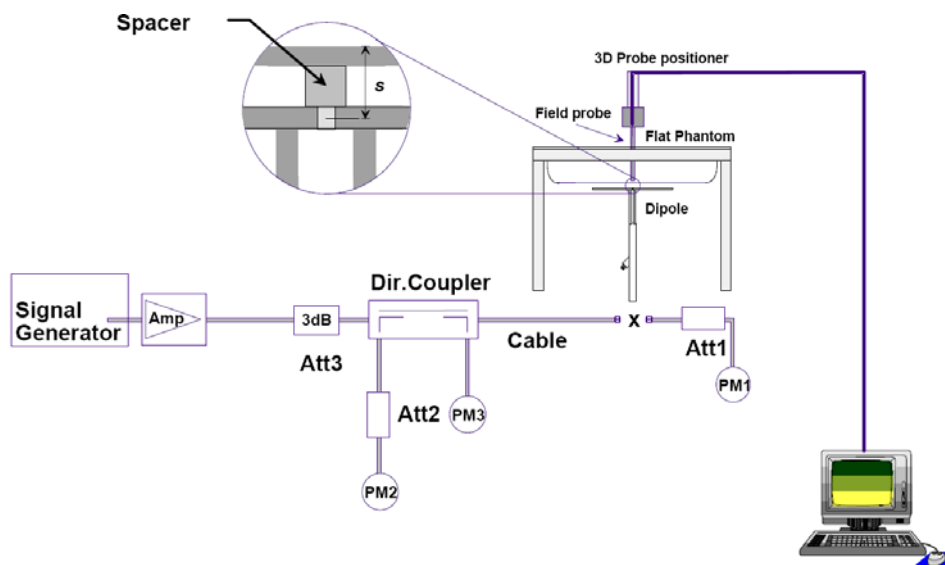 Spacer
s
3D Probe positioner
Field probe
Flat Phantom
Dipole
Dir.Coupler
Signal
Generator
Amp
3dB
Att3
Cable
x
Att1
PM1
Att2
PM3
PM2